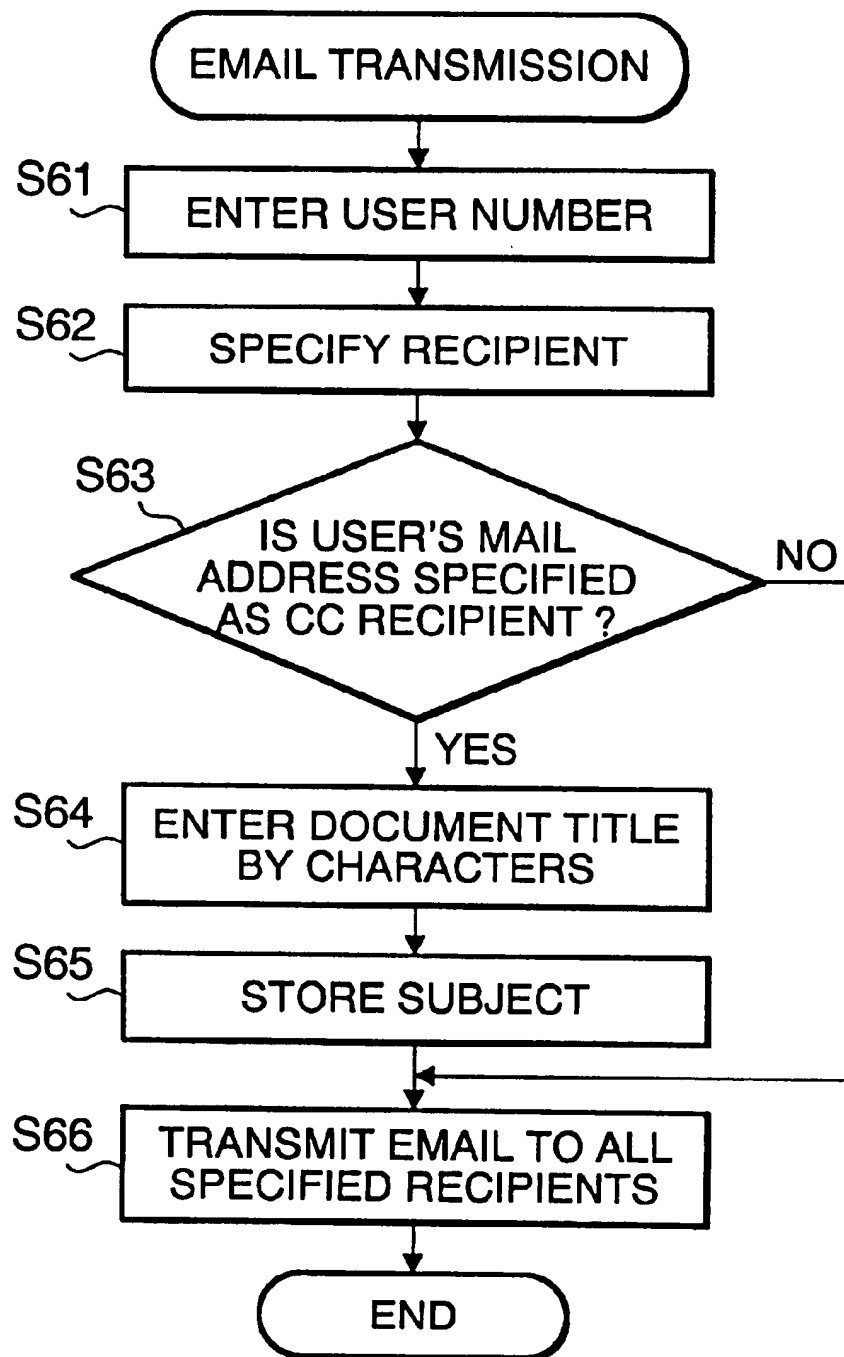 EMAIL TRANSMISSION
S61
ENTER USER NUMBER
S62
SPECIFY RECIPIENT
S63
IS USER'S MAIL
ADDRESS SPECIFIED
AS CC RECIPIENT ?
NO
YES
S64
ENTER DOCUMENT TITLE
BY CHARACTERS
S65
STORE SUBJECT
S66
TRANSMIT EMAIL TO ALL
SPECIFIED RECIPIENTS
END